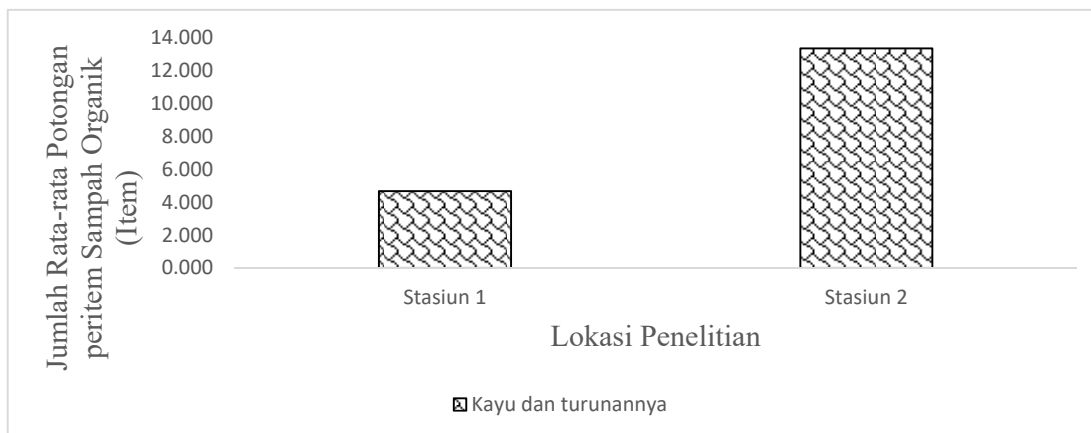 Jumlah Rata-rata Potongan
peritem Sampah Organik
(Item)
14.000
12.000
10.000
8.000
6.000
4.000
2.000
0.000
Stasiun 1
Stasiun 2
Lokasi Penelitian
Kayu dan turunannya